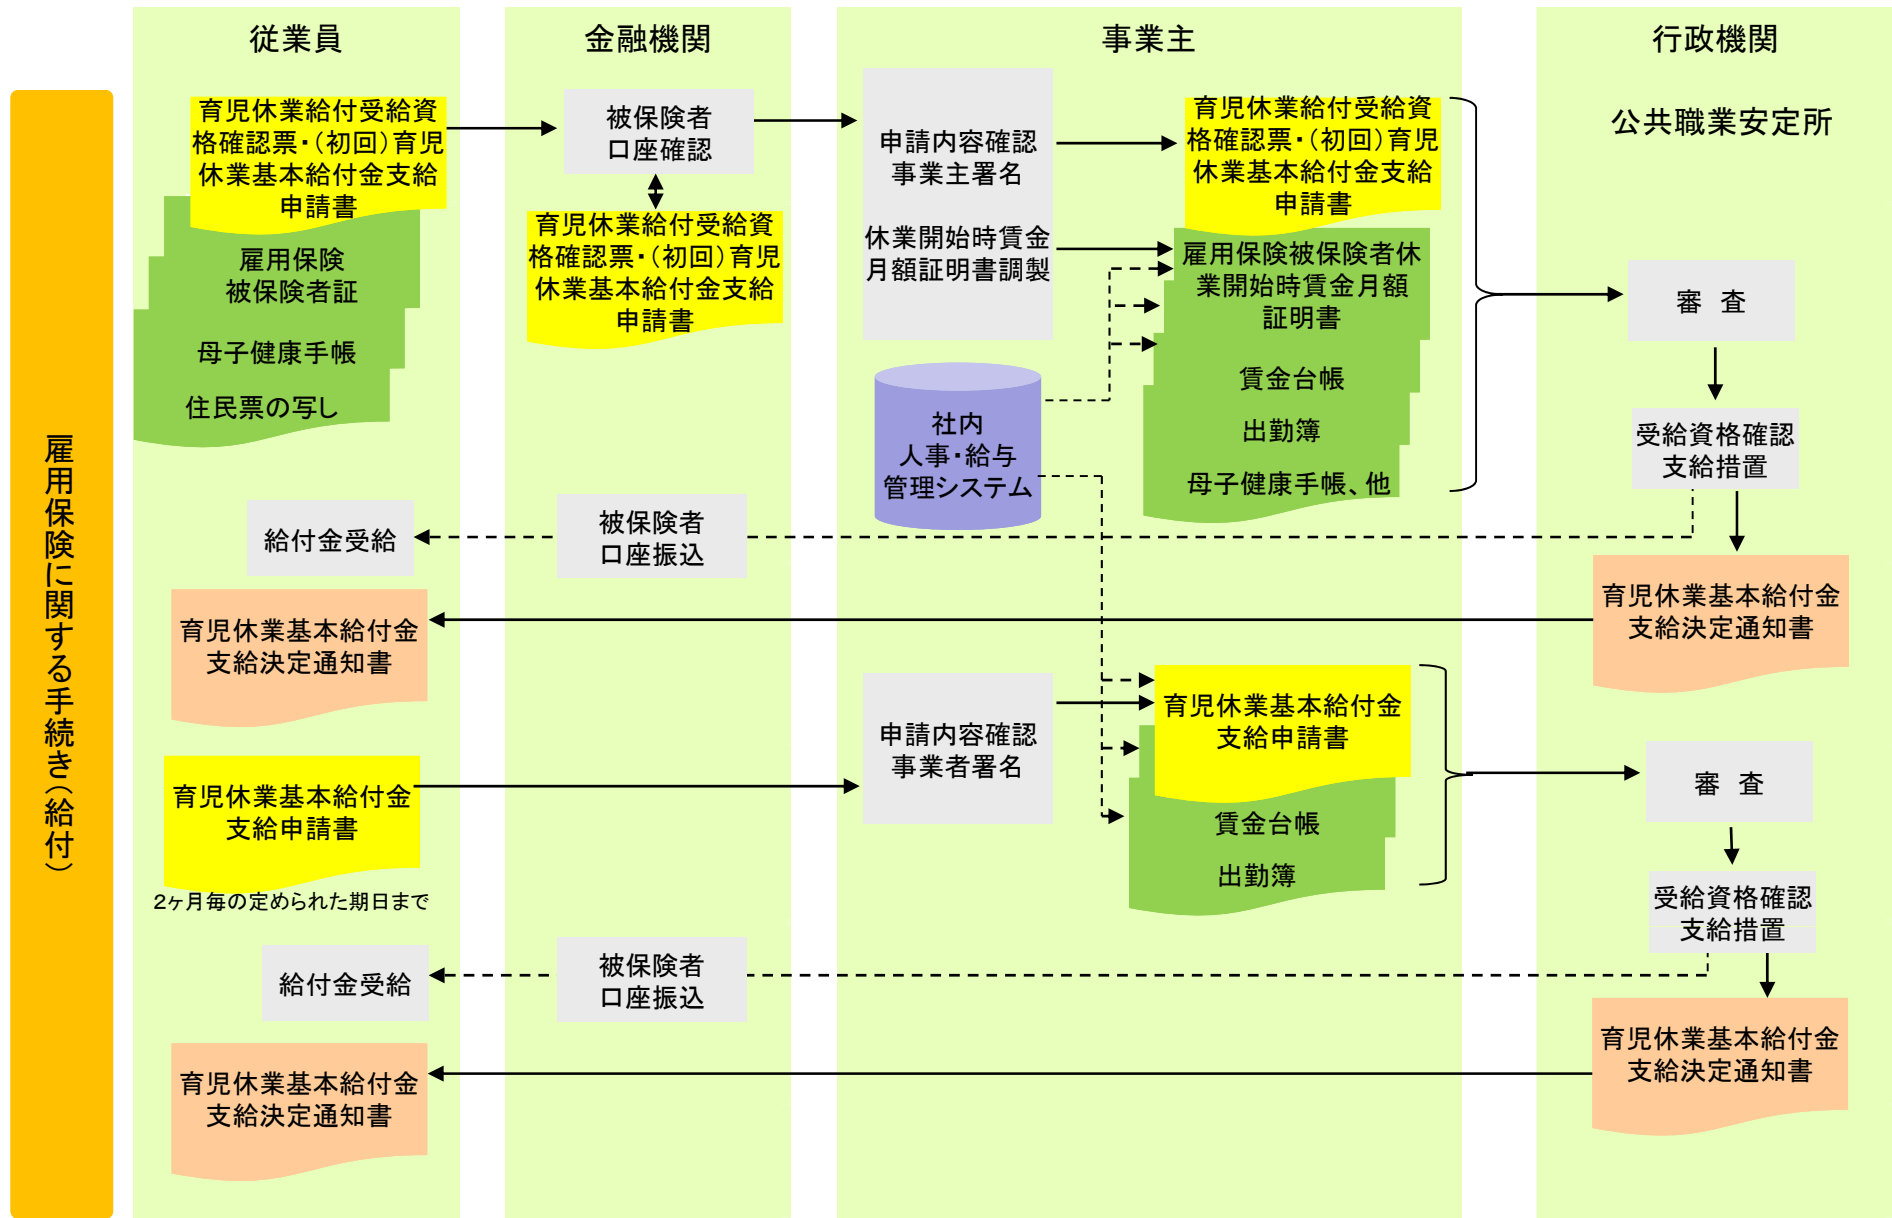 従業員
金融機関
事業主
行政機関
公共職業安定所
雇用保険に関する手続き（給付）
育児休業給付受給資
格確認票・（初回）育児
休業基本給付金支給
申請書
雇用保険
被保険者証
母子健康手帳
住民票の写し
被保険者
口座確認
育児休業給付受給資
格確認票・（初回）育児
休業基本給付金支給
申請書
申請内容確認
事業主署名
休業開始時賃金
月額証明書調製
育児休業給付受給資
格確認票・（初回）育児
休業基本給付金支給
申請書
雇用保険被保険者休
業開始時賃金月額
証明書
賃金台帳
出勤簿
母子健康手帳、他
社内
人事・給与
管理システム
審　査
受給資格確認
支給措置
給付金受給
被保険者
口座振込
育児休業基本給付金
支給決定通知書
育児休業基本給付金
支給決定通知書
育児休業基本給付金
支給申請書
2ヶ月毎の定められた期日まで
申請内容確認
事業者署名
育児休業基本給付金
支給申請書
賃金台帳
出勤簿
審　査
受給資格確認
支給措置
給付金受給
被保険者
口座振込
育児休業基本給付金
支給決定通知書
育児休業基本給付金
支給決定通知書